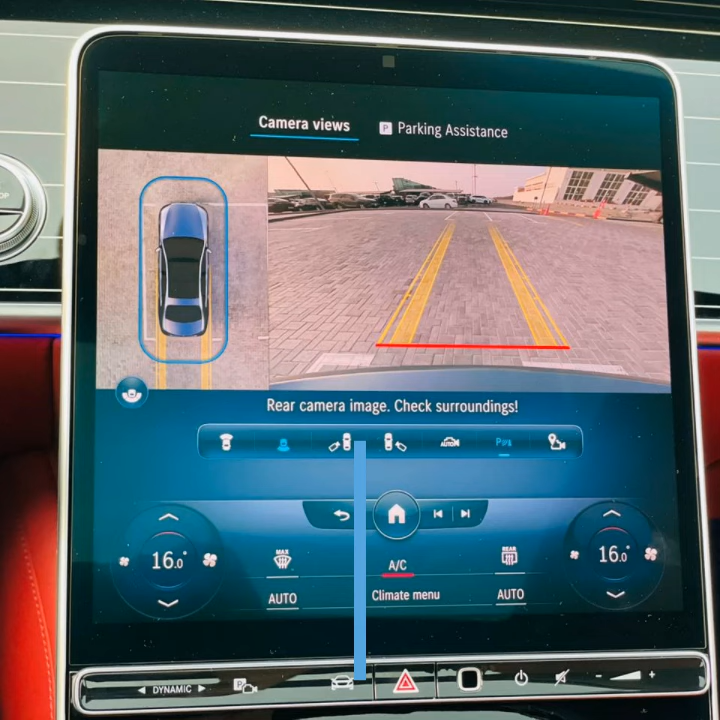 Camera views
P Parking Assistance
Rear camera image. Check surroundings!
AUTO
16.0°
MAX
A/C
REAR
16.0°
AUTO
Climate menu
AUTO
DYNAMIC
P